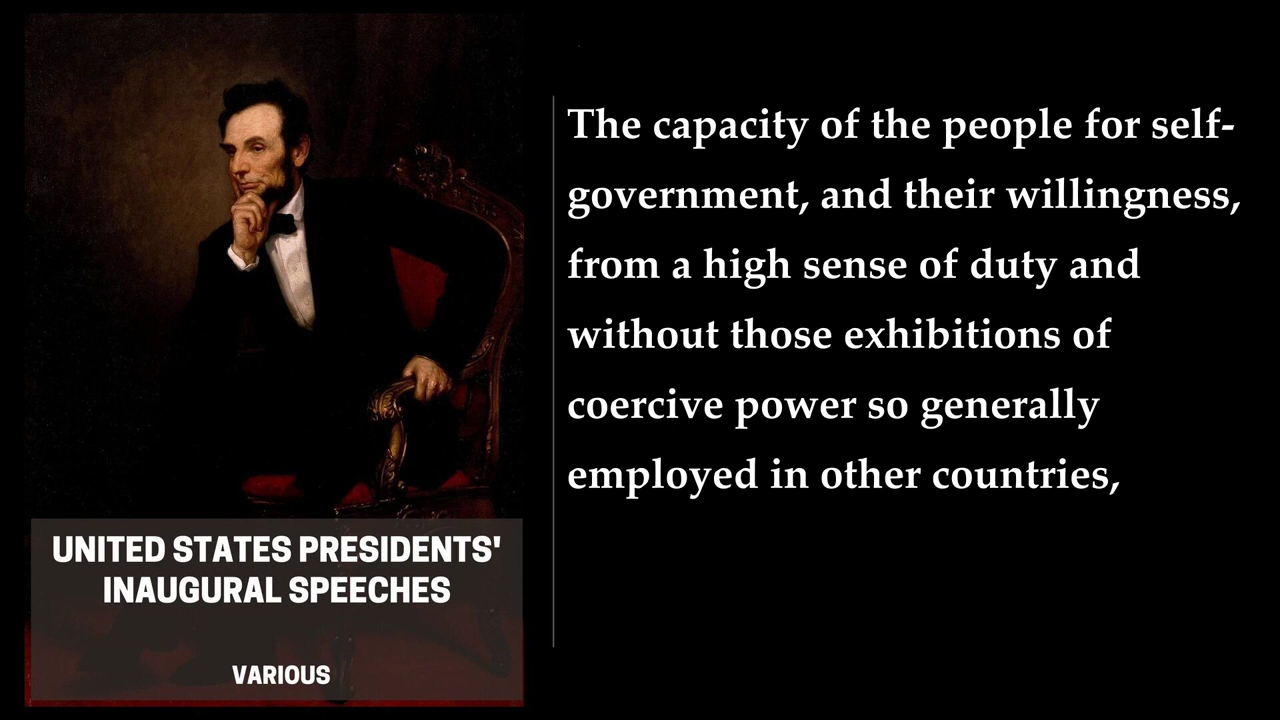 The capacity of the people for self-
government, and their willingness,
from a high sense of duty and
without those exhibitions of
coercive power so generally
employed in other countries,
UNITED STATES PRESIDENTS'
INAUGURAL SPEECHES
VARIOUS